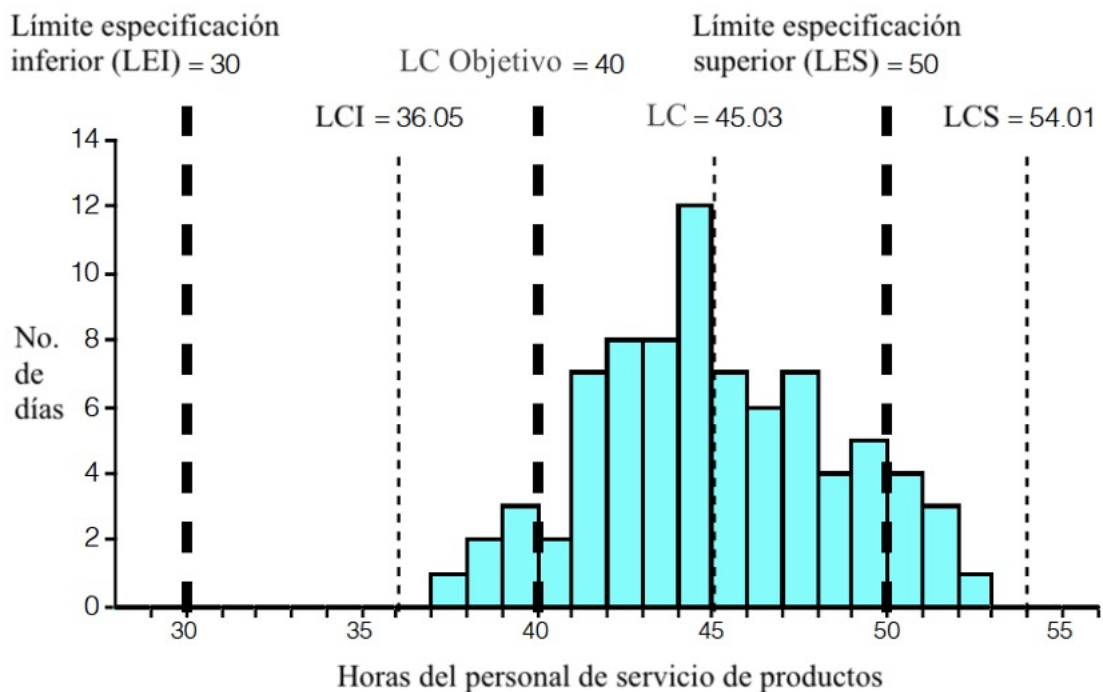 Límite especificación
inferior (LEI) = 30
LC Objetivo = 40
Límite especificación
superior (LES) = 50
LCI = 36.05
LC = 45.03
LCS = 54.01
14
12
10
8
6
4
2
0
No.
de
días
30 35 40 45 50 55
Horas del personal de servicio de productos